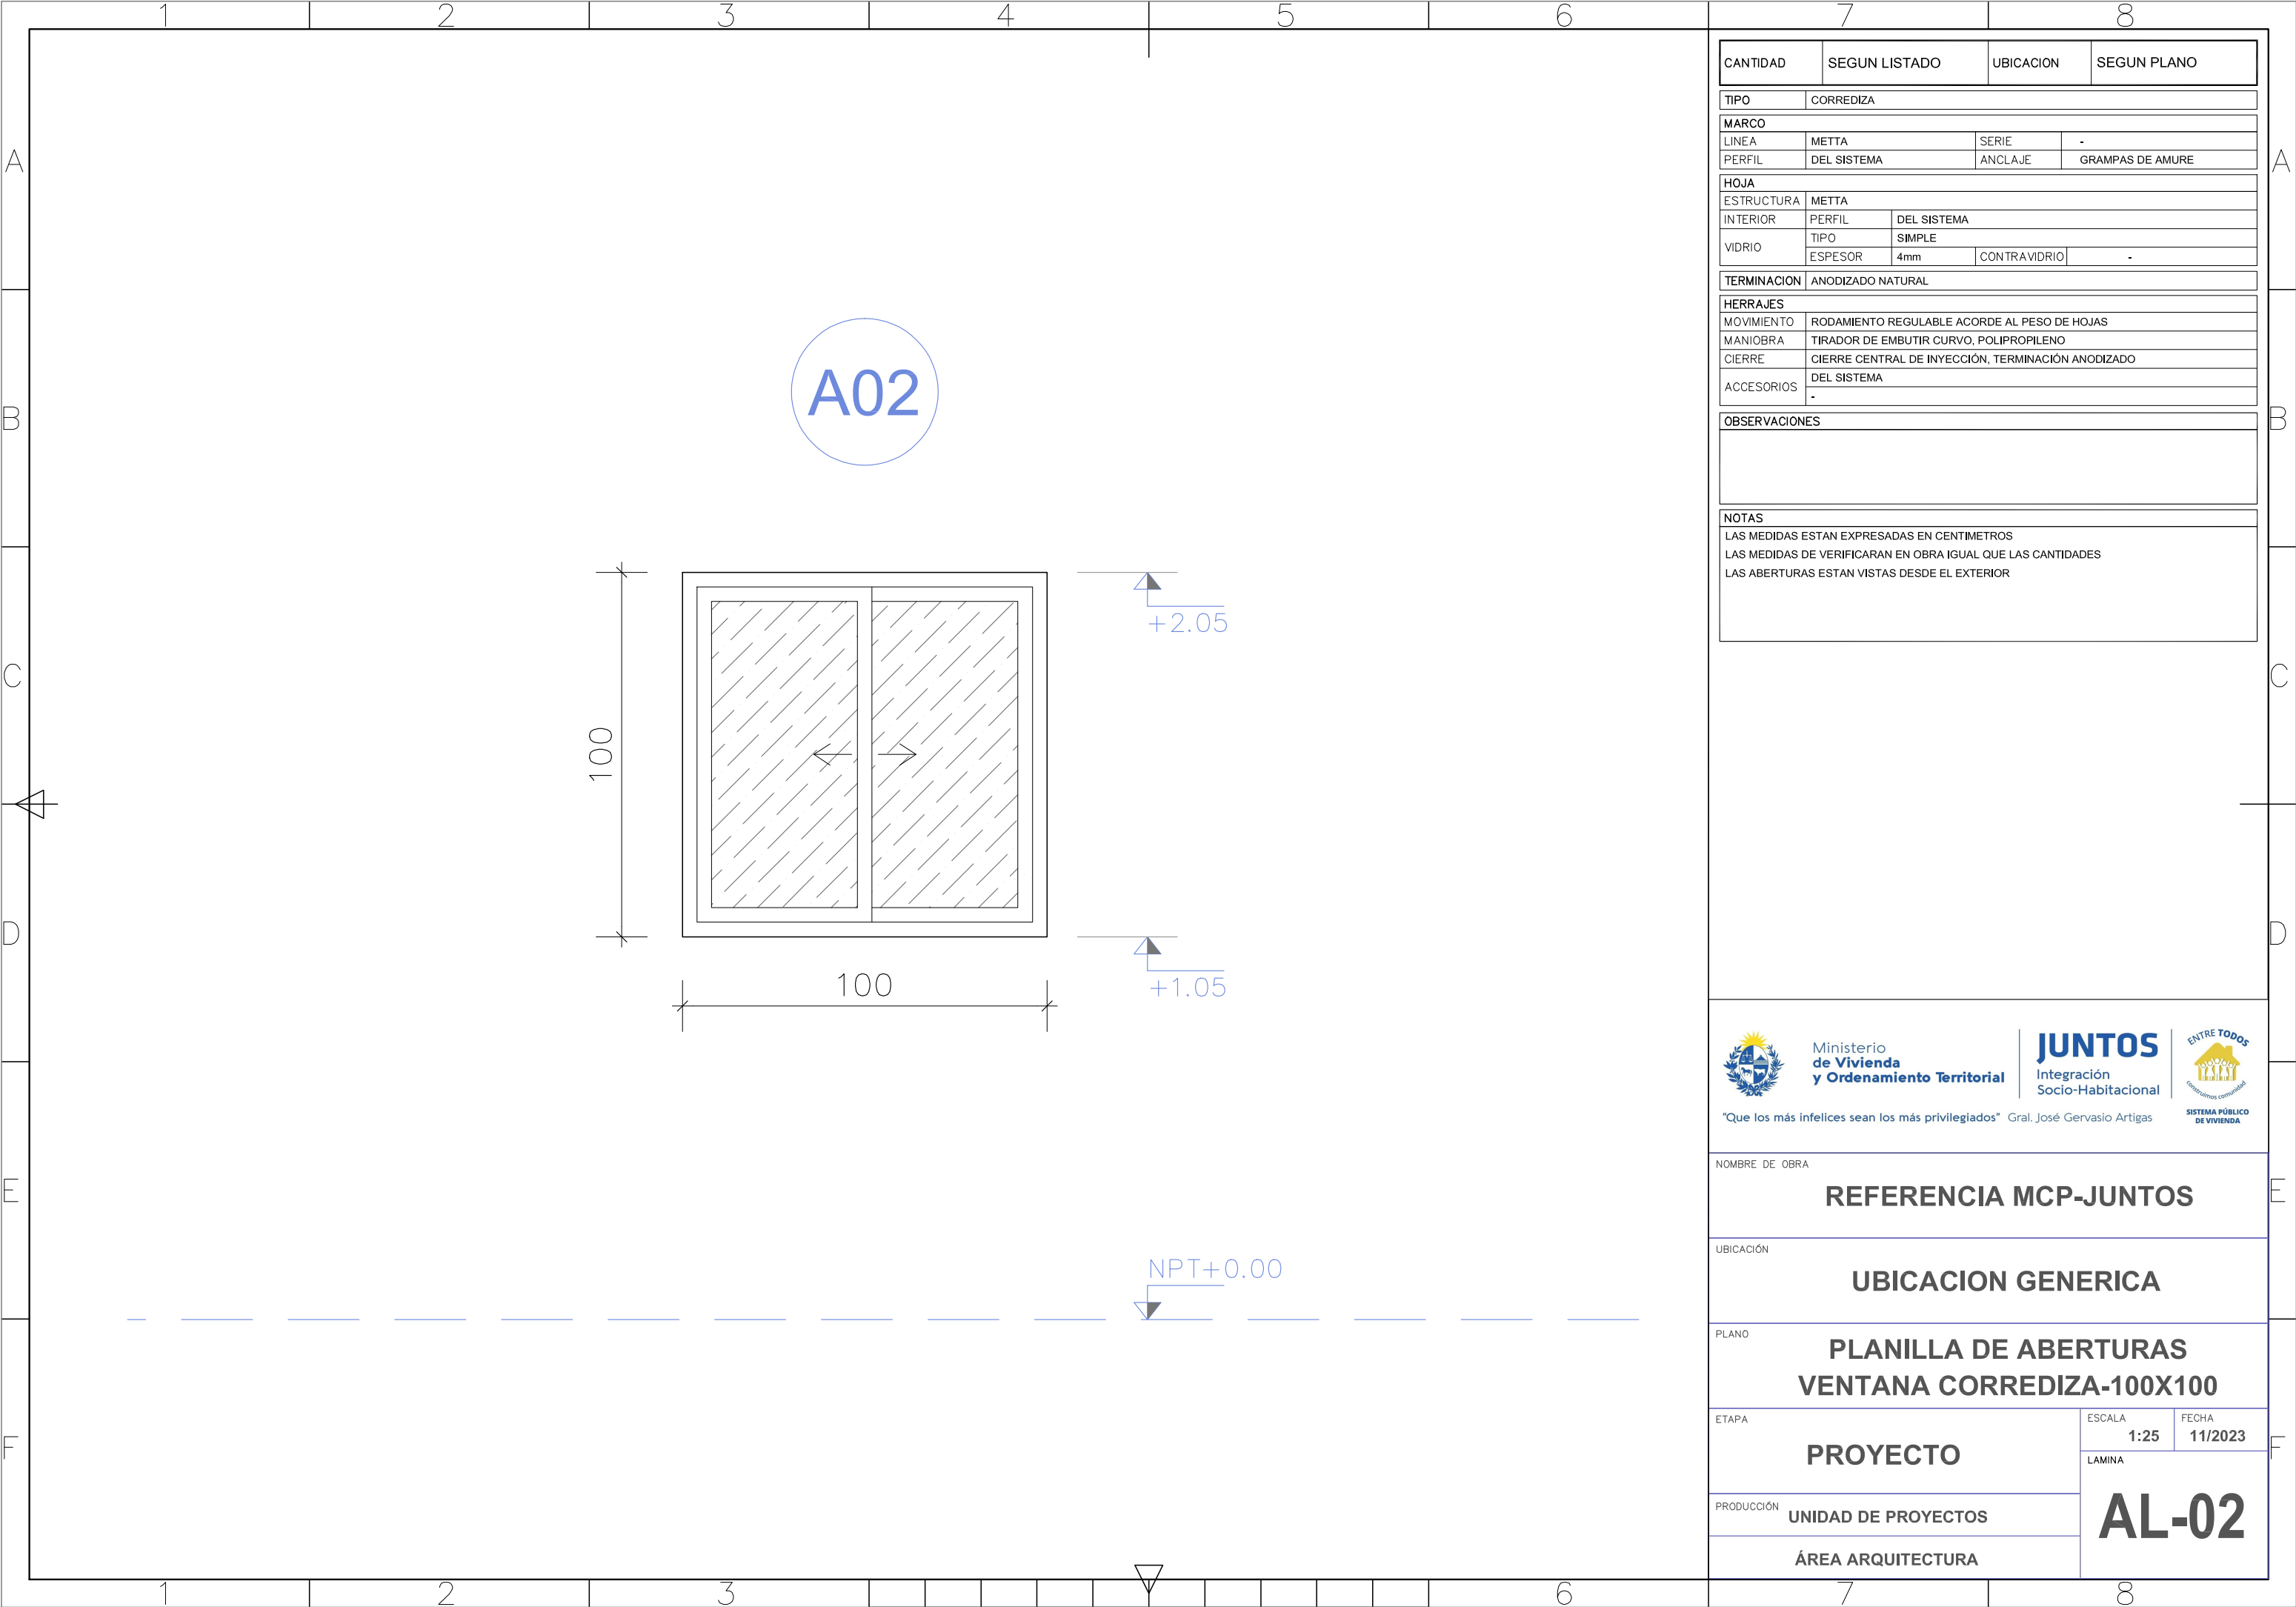 1 2 3 4 5 6 7 8
A A
B B
C C
D D
E E
F F
A02
100
100
+2.05
+1.05
NPT+0.00
CANTIDAD SEGUN LISTADO UBICACION SEGUN PLANO
TIPO CORREDIZA
MARCO
LINEA METTA SERIE -
PERFIL DEL SISTEMA ANCLAJE GRAMPAS DE AMURE
HOJA
ESTRUCTURA METTA
INTERIOR PERFIL DEL SISTEMA
VIDRIO TIPO SIMPLE
ESPESOR 4mm CONTRAVIDRIO -
TERMINACION ANODIZADO NATURAL
HERRAJES
MOVIMIENTO RODAMIENTO REGULABLE ACORDE AL PESO DE HOJAS
MANIOBRA TIRADOR DE EMBUTIR CURVO, POLIPROPILENO
CIERRE CIERRE CENTRAL DE INYECCIÓN, TERMINACIÓN ANODIZADO
ACCESORIOS DEL SISTEMA
-
OBSERVACIONES
NOTAS
LAS MEDIDAS ESTAN EXPRESADAS EN CENTIMETROS
LAS MEDIDAS DE VERIFICARAN EN OBRA IGUAL QUE LAS CANTIDADES
LAS ABERTURAS ESTAN VISTAS DESDE EL EXTERIOR
Ministerio
de Vivienda
y Ordenamiento Territorial
JUNTOS
Integración
Socio-Habitacional
ENTRE TODOS
construimos comunidad
SISTEMA PÚBLICO
DE VIVIENDA
"Que los más infelices sean los más privilegiados" Gral. José Gervasio Artigas
NOMBRE DE OBRA
REFERENCIA MCP-JUNTOS
UBICACIÓN
UBICACION GENERICA
PLANO
PLANILLA DE ABERTURAS
VENTANA CORREDIZA-100X100
ETAPA
PROYECTO
ESCALA
1:25
FECHA
11/2023
LAMINA
AL-02
PRODUCCIÓN
UNIDAD DE PROYECTOS
ÁREA ARQUITECTURA
1 2 3 6 7 8